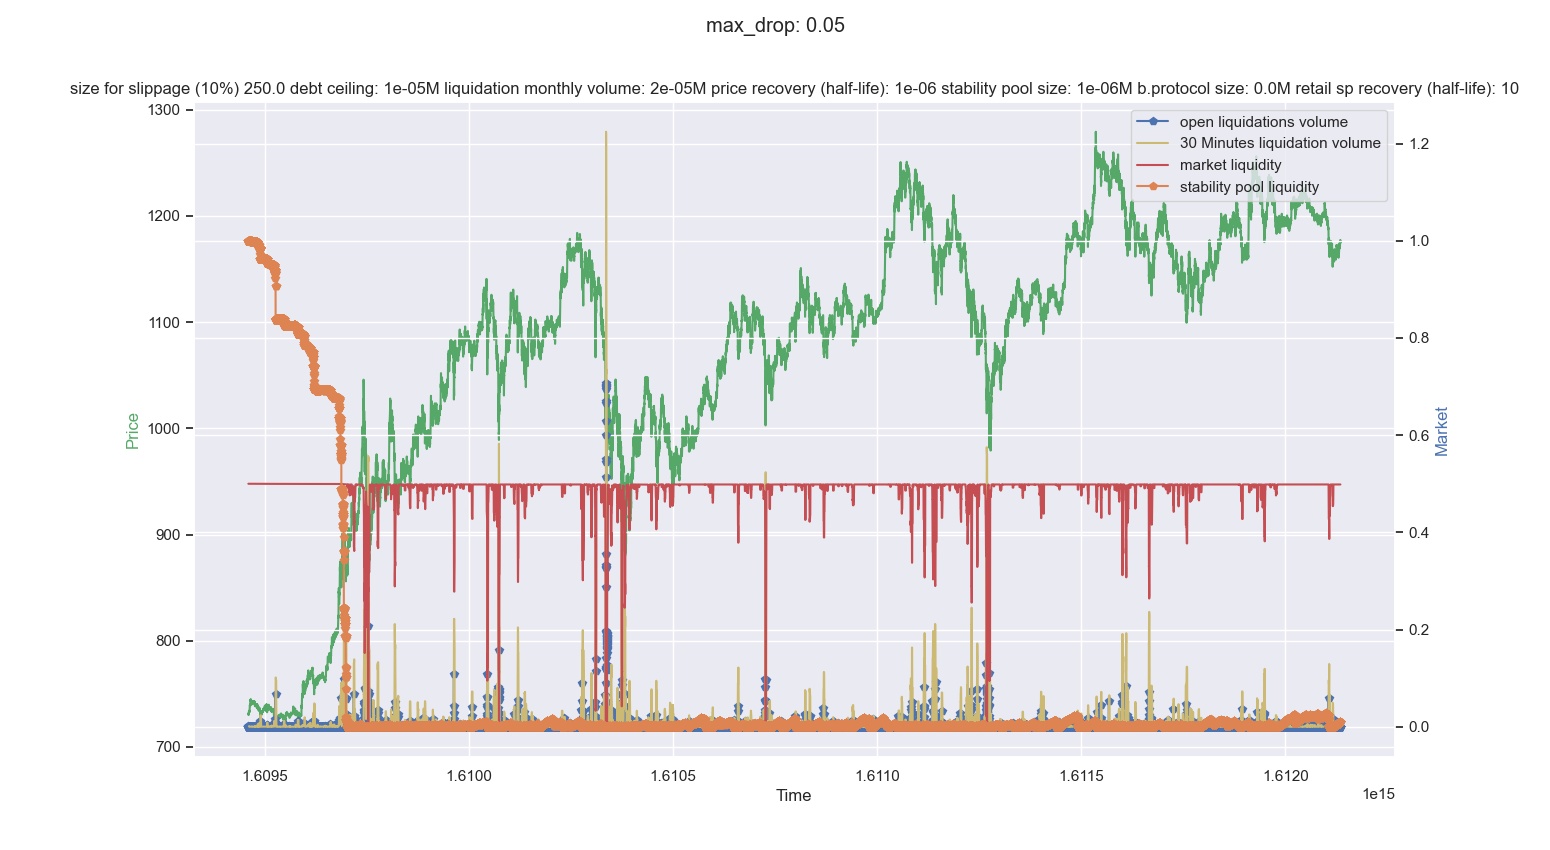 max_drop: 0.05
size for slippage (10%) 250.0 debt ceiling: 1e-05M liquidation monthly volume: 2e-05M price recovery (half-life): 1e-06 stability pool size: 1e-06M b.protocol size: 0.0M retail sp recovery (half-life): 10
1300
1200
1100
1000
900
800
700
Price
open liquidations volume
30 Minutes liquidation volume
market liquidity
stability pool liquidity
1.2
1.0
0.8
0.6
0.4
0.2
0.0
Market
1.6095
1.6100
1.6105
1.6110
1.6115
1.6120
Time
1e15